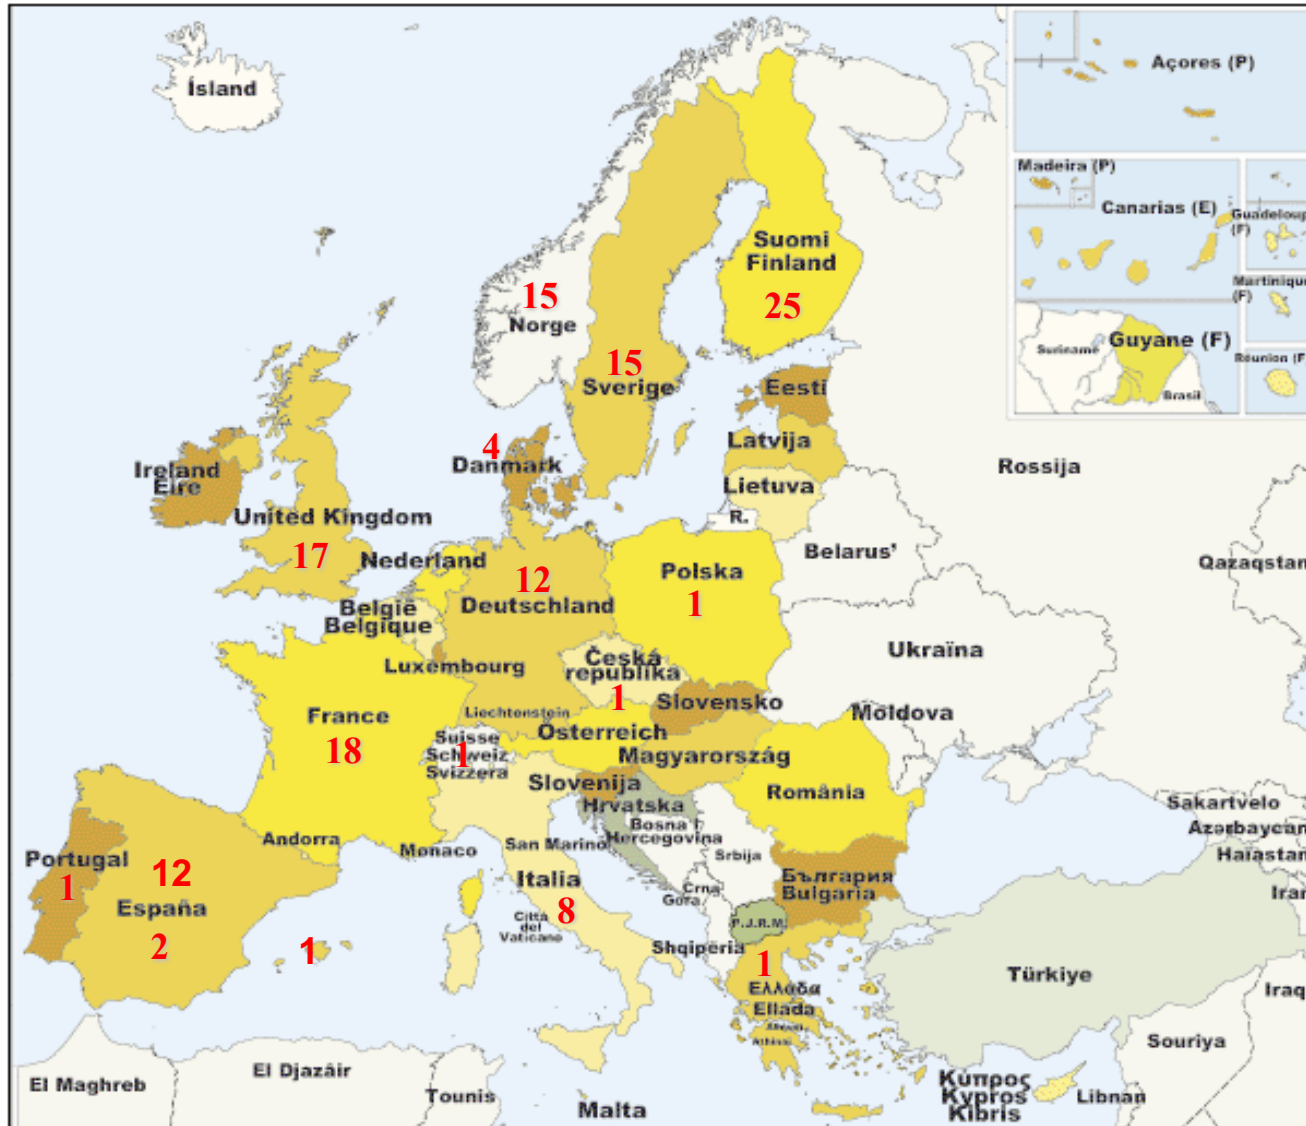 Ísland
Açores (P)
Madeira (P)
Canarias (E)
Guadeloup
(F)
Martinique
(F)
Guyane (F)
Suriname
Brasil
Réunion (F
Suomi
Finland
25
15
Norge
15
Sverige
Eesti
Latvija
Lietuva
R.
Rossija
4
Danmark
Ireland
Eire
United Kingdom
17
Nederland
12
Deutschland
Polska
1
Belarus'
Qazaqstan
België
Belgique
Luxembourg
Česká
republika
1
Slovensko
Ukraïna
Moldova
France
18
Liechtenstein
Österreich
Suisse
Schweiz
Svizzera
1
Magyarország
Slovenija
Hrvatska
Bosna i
Hercegovina
România
Sakartvelo
Azərbaycan
Haïastan
Iran
Andorra
Monaco
San Marino
Srbija
Portugal
1
12
España
2
1
Italia
8
Città
del
Vaticano
Crna
Gora
България
Bulgaria
P.J.R.M.
Shqipëria
1
Ελλάδα
Ellada
Türkiye
Iraq
Souriya
El Maghreb
El Djazâir
Tounis
Malta
Κύπρος
Kypros
Kibris
Libnan